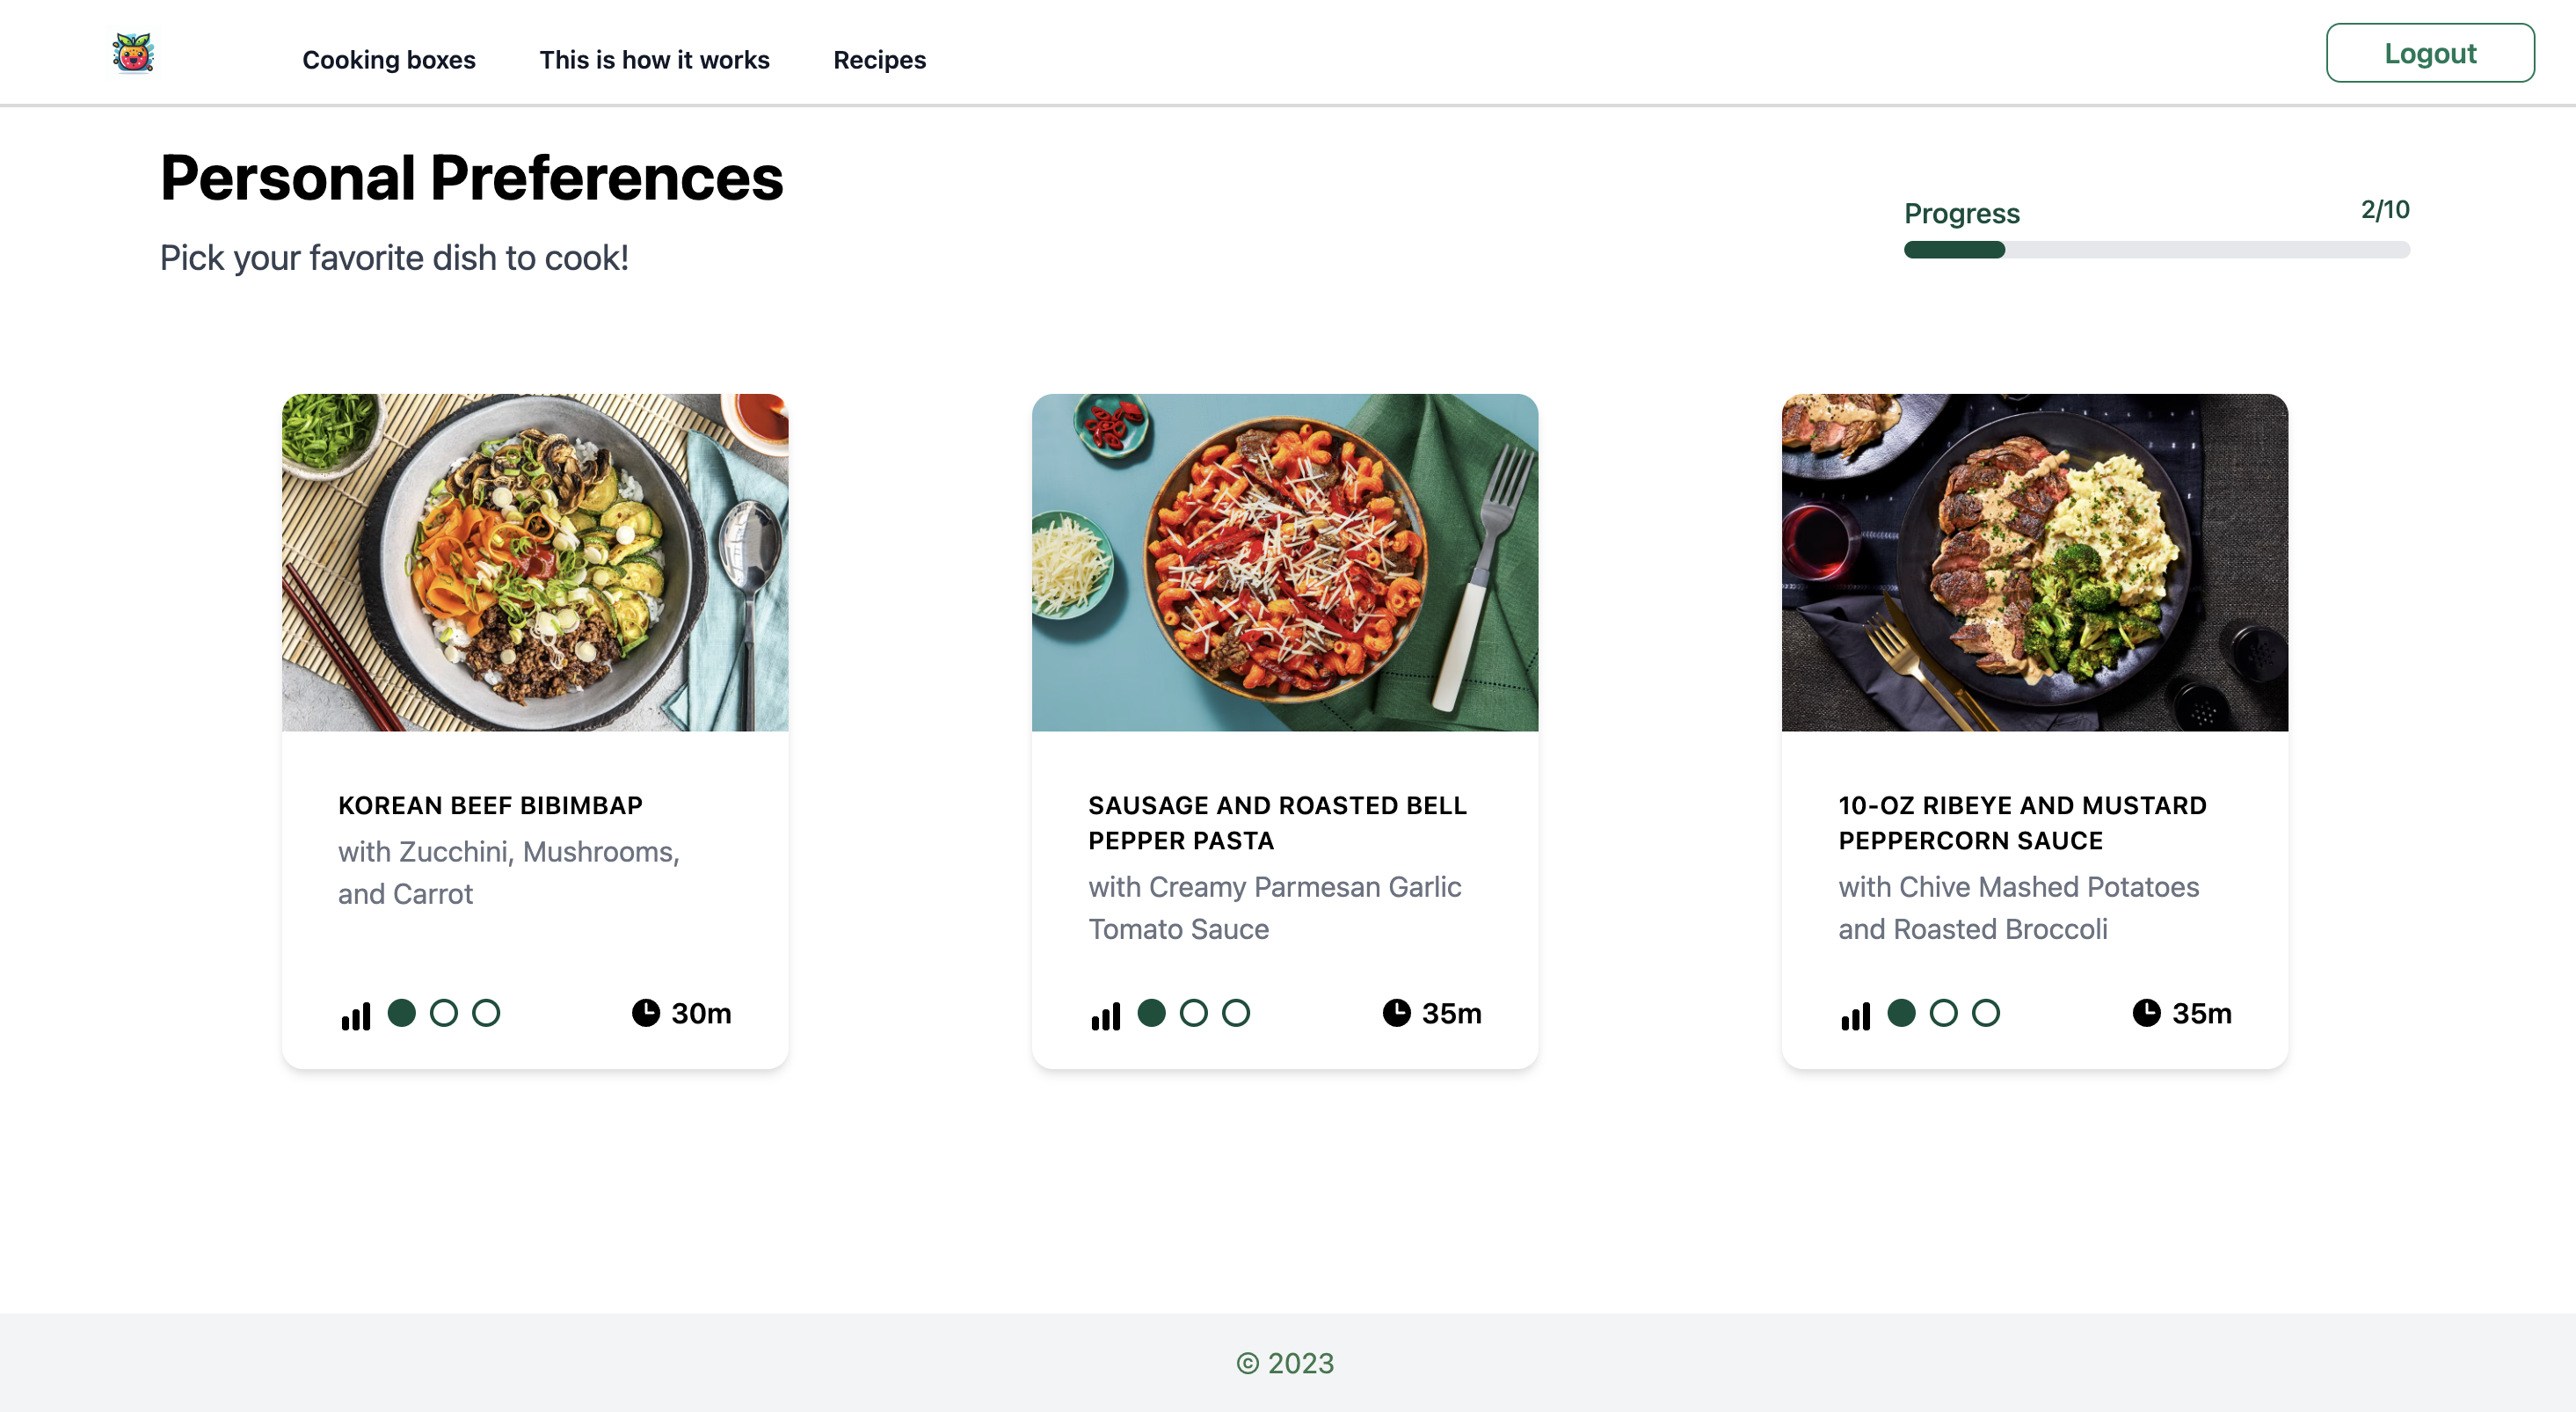 Cooking boxes
This is how it works
Recipes
Logout
Personal Preferences
Pick your favorite dish to cook!
Progress
2/10
KOREAN BEEF BIBIMBAP
with Zucchini, Mushrooms,
and Carrot
30m
SAUSAGE AND ROASTED BELL
PEPPER PASTA
with Creamy Parmesan Garlic
Tomato Sauce
35m
10-OZ RIBEYE AND MUSTARD
PEPPERCORN SAUCE
with Chive Mashed Potatoes
and Roasted Broccoli
35m
© 2023